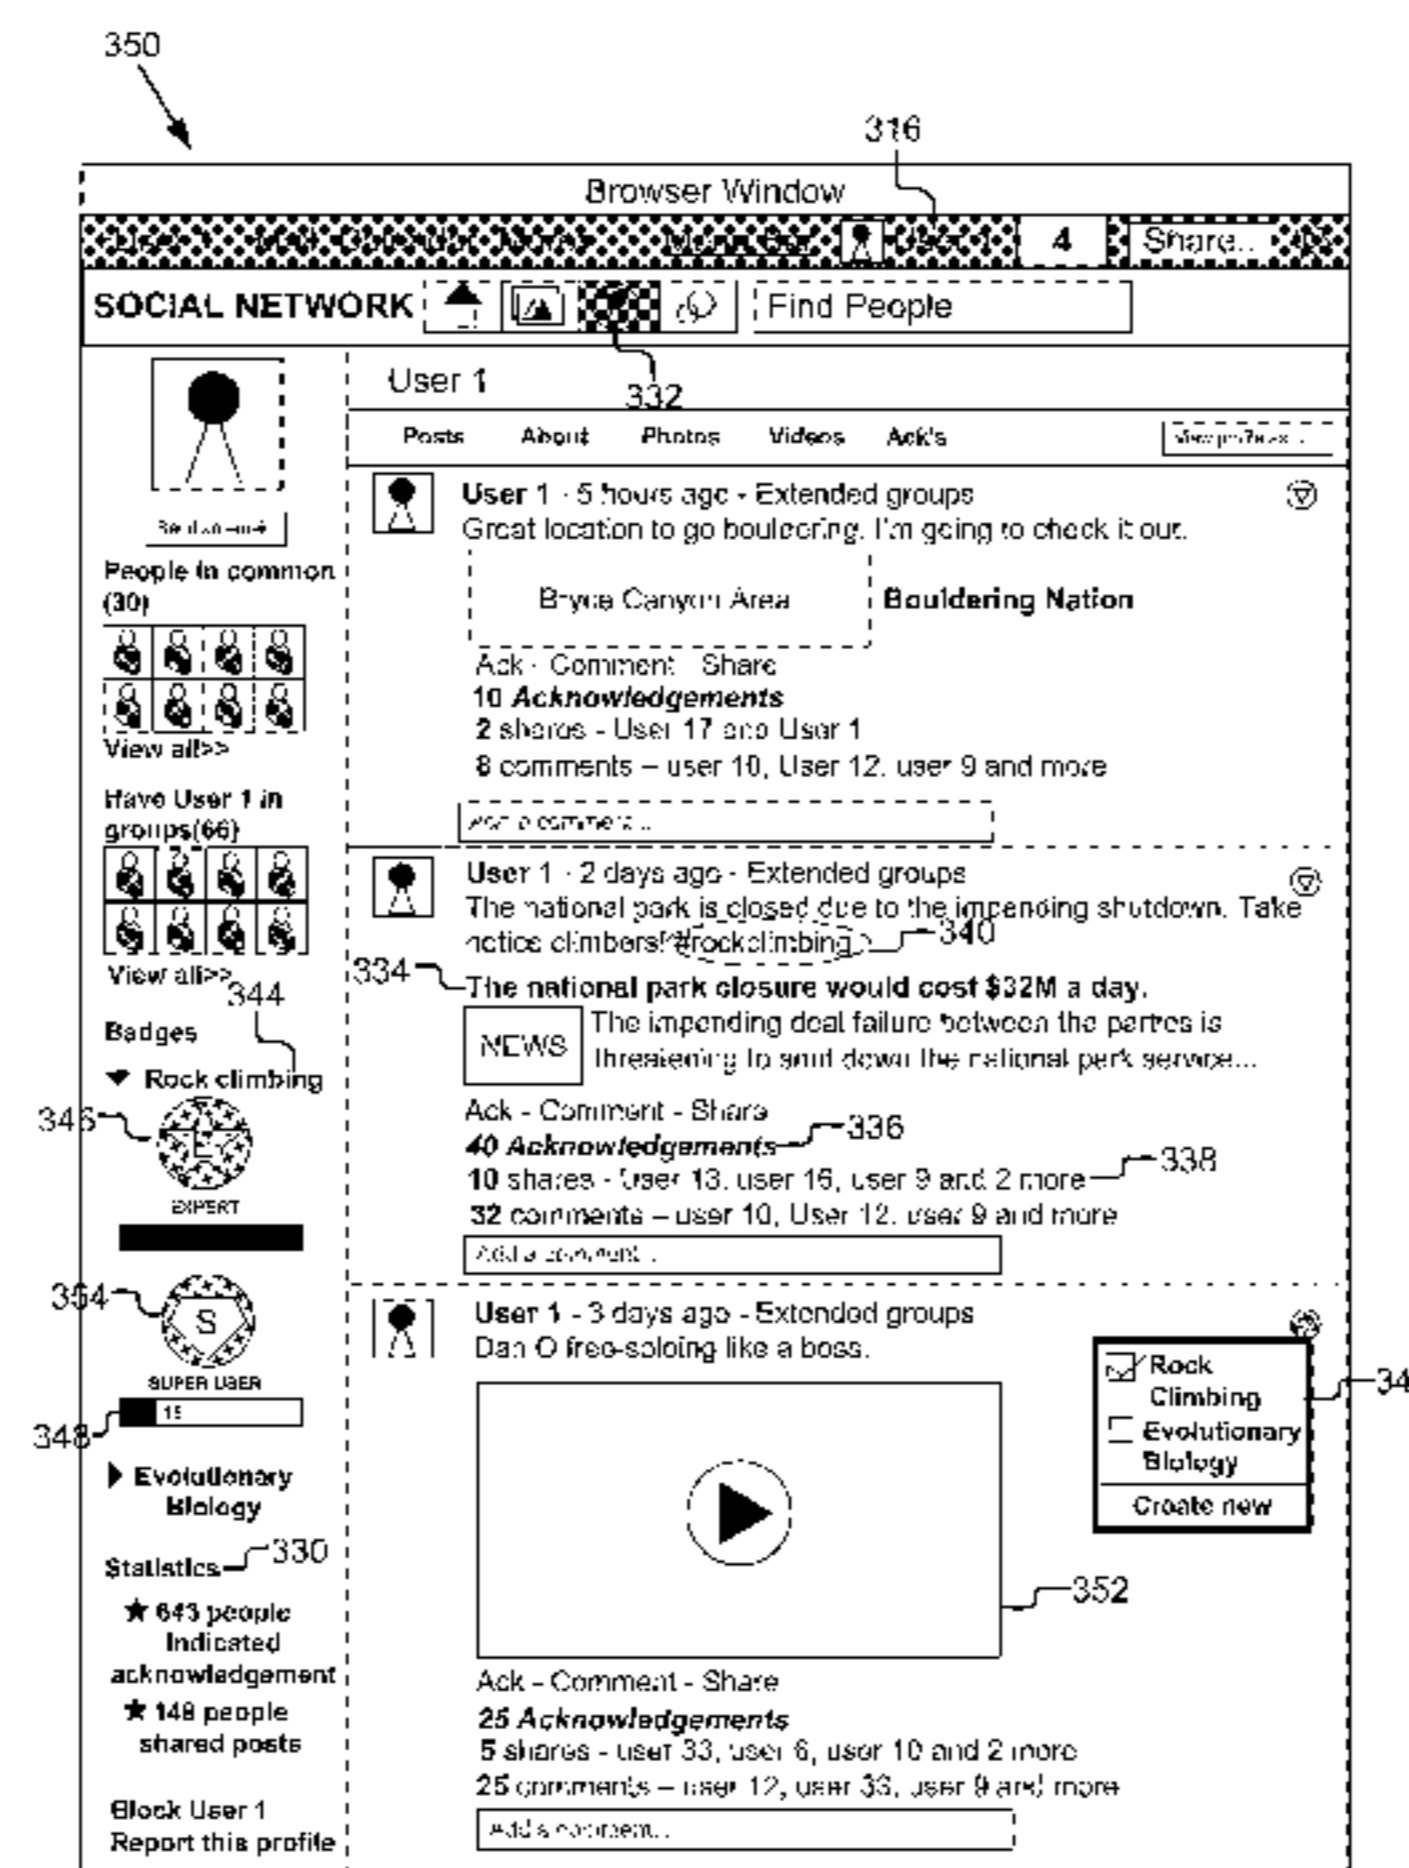 350
316
Browser Window
4
Share..
SOCIAL NETWORK
Find People
User 1
332
Posts About Photos Videos Ack's
User 1 - 5 hours ago - Extended groups
Great location to go bouldering. I'm going to check it out.
Bryce Canyon Area
Bouldering Nation
Ack - Comment - Share
10 Acknowledgements
2 shares - User 17 and User 1
8 comments – user 10, User 12, user 9 and more
Add a comment...
People in common
(30)
View all>>
Have User 1 in
groups(66)
View all>>
344
Badges
Rock climbing
346
EXPERT
354
S
SUPER USER
15
348
Evolutionary
Biology
Statistics
330
643 people
Indicated
acknowledgement
148 people
shared posts
Block User 1
Report this profile
User 1 - 2 days ago - Extended groups
The national park is closed due to the impending shutdown. Take
notice climbers! #rockclimbing
340
334
The national park closure would cost $32M a day.
NEWS
The impending deal failure between the parties is
threatening to shut down the national park service...
Ack - Comment - Share
40 Acknowledgements
336
10 shares - User 13, user 16, user 9 and 2 more
338
32 comments – user 10, User 12, user 9 and more
Add a comment...
User 1 - 3 days ago - Extended groups
Dan O free-soloing like a boss.
Rock
Climbing
Evolutionary
Biology
Create new
34
352
Ack - Comment - Share
25 Acknowledgements
5 shares - user 33, user 6, user 10 and 2 more
25 comments – user 12, user 33, user 9 and more
Add a comment...